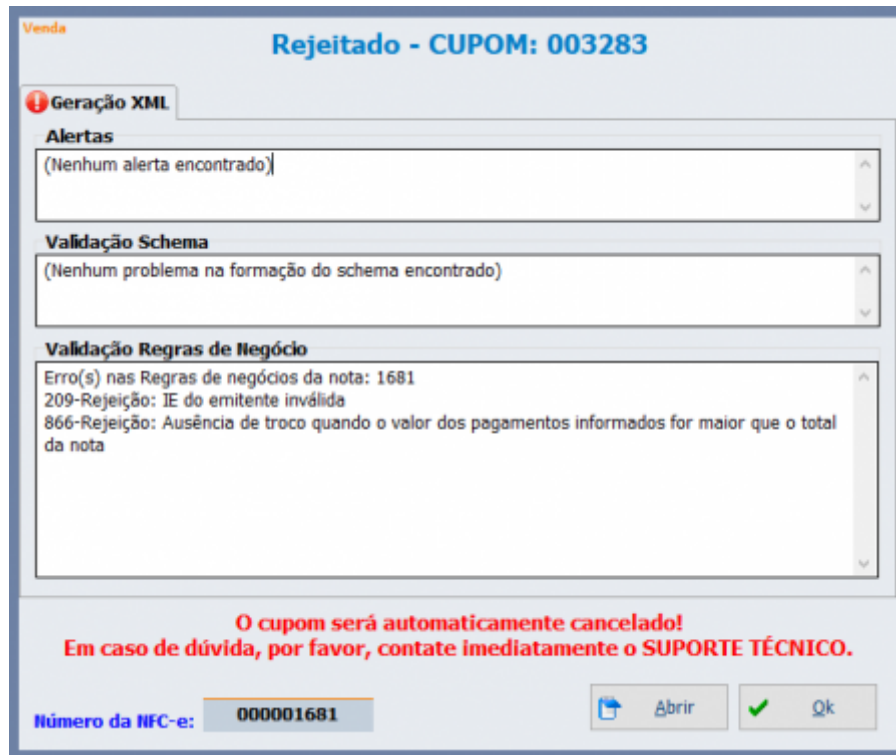 Venda
Rejeitado - CUPOM: 003283
Geração XML
Alertas
(Nenhum alerta encontrado)
Validação Schema
(Nenhum problema na formação do schema encontrado)
Validação Regras de Negócio
Erro(s) nas Regras de negócios da nota: 1681
209-Rejeição: IE do emitente inválida
866-Rejeição: Ausência de troco quando o valor dos pagamentos informados for maior que o total
da nota
O cupom será automaticamente cancelado!
Em caso de dúvida, por favor, contate imediatamente o SUPORTE TÉCNICO.
Número da NFC-e: 000001681 Abrir Ok